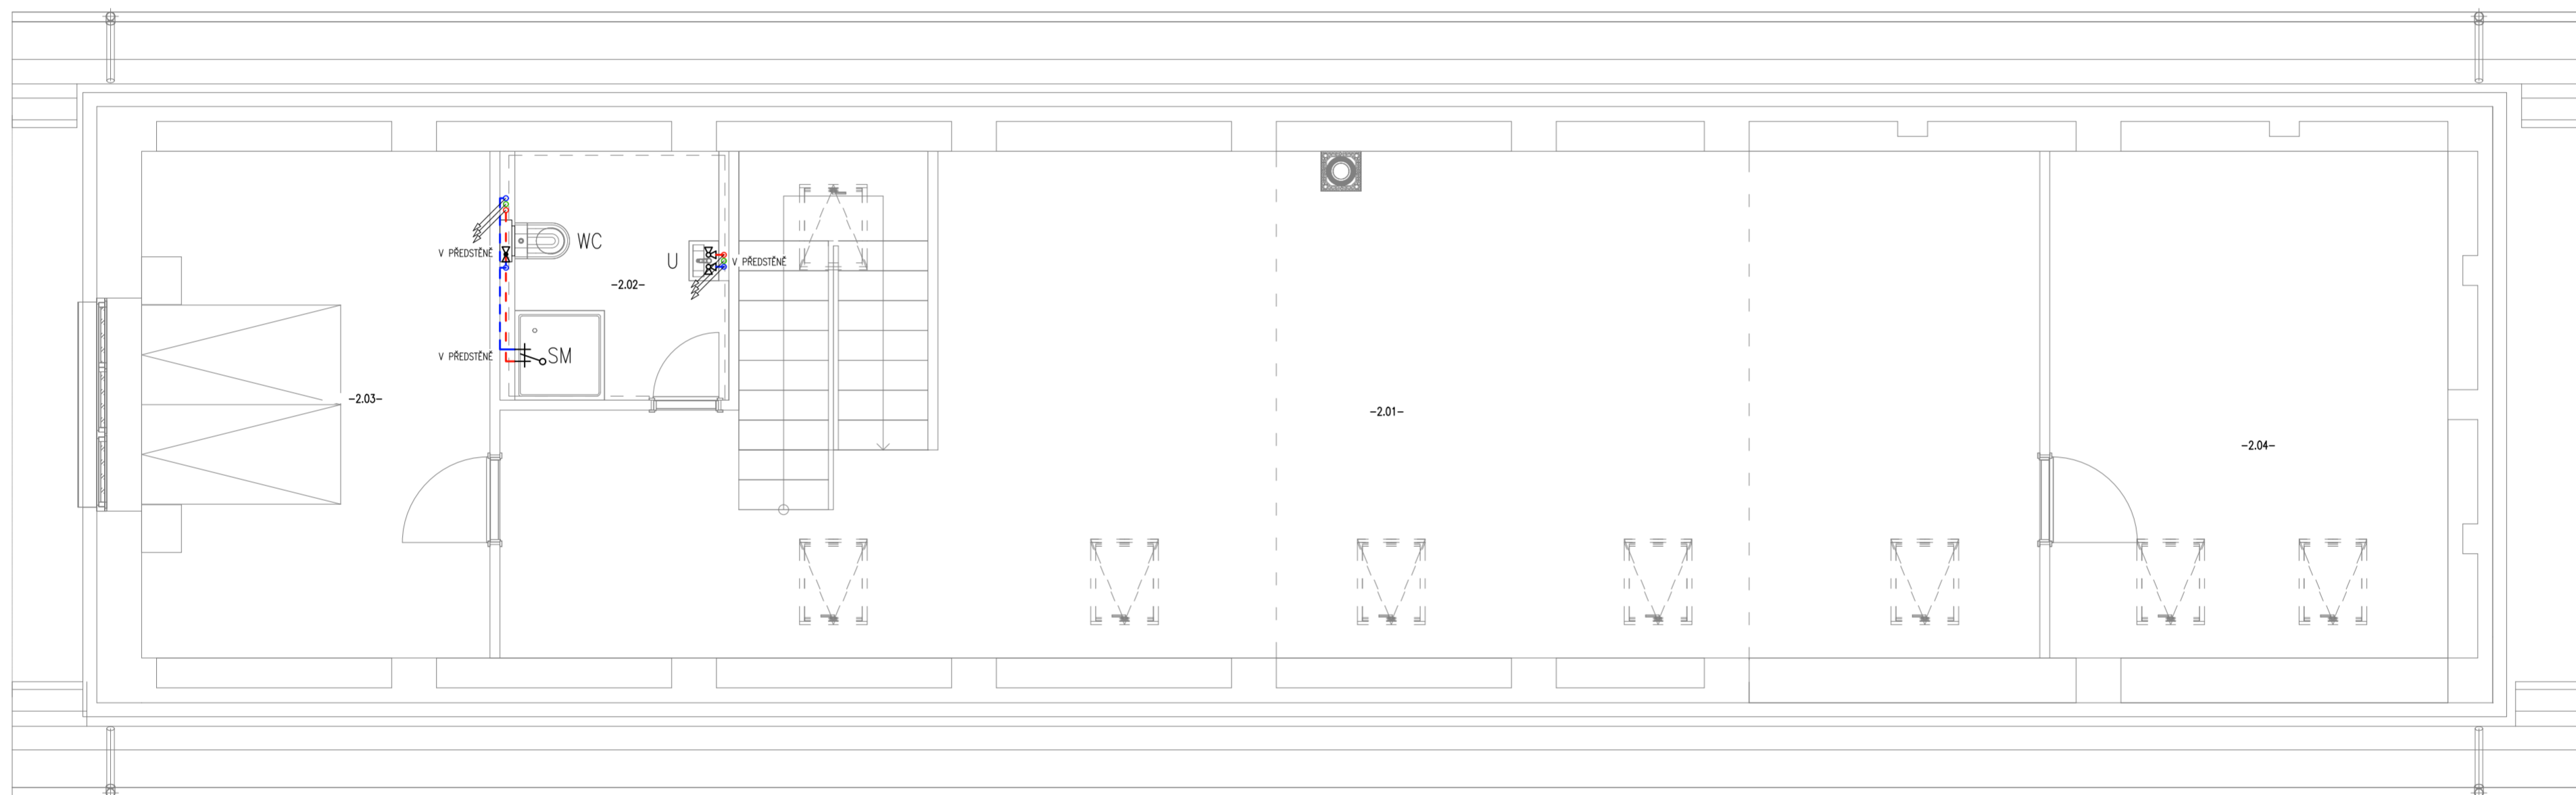 WC
V PŘEDSTĚNĚ
U
V PŘEDSTĚNĚ
-2.02-
V PŘEDSTĚNĚ
SM
-2.03-
-2.01-
-2.04-